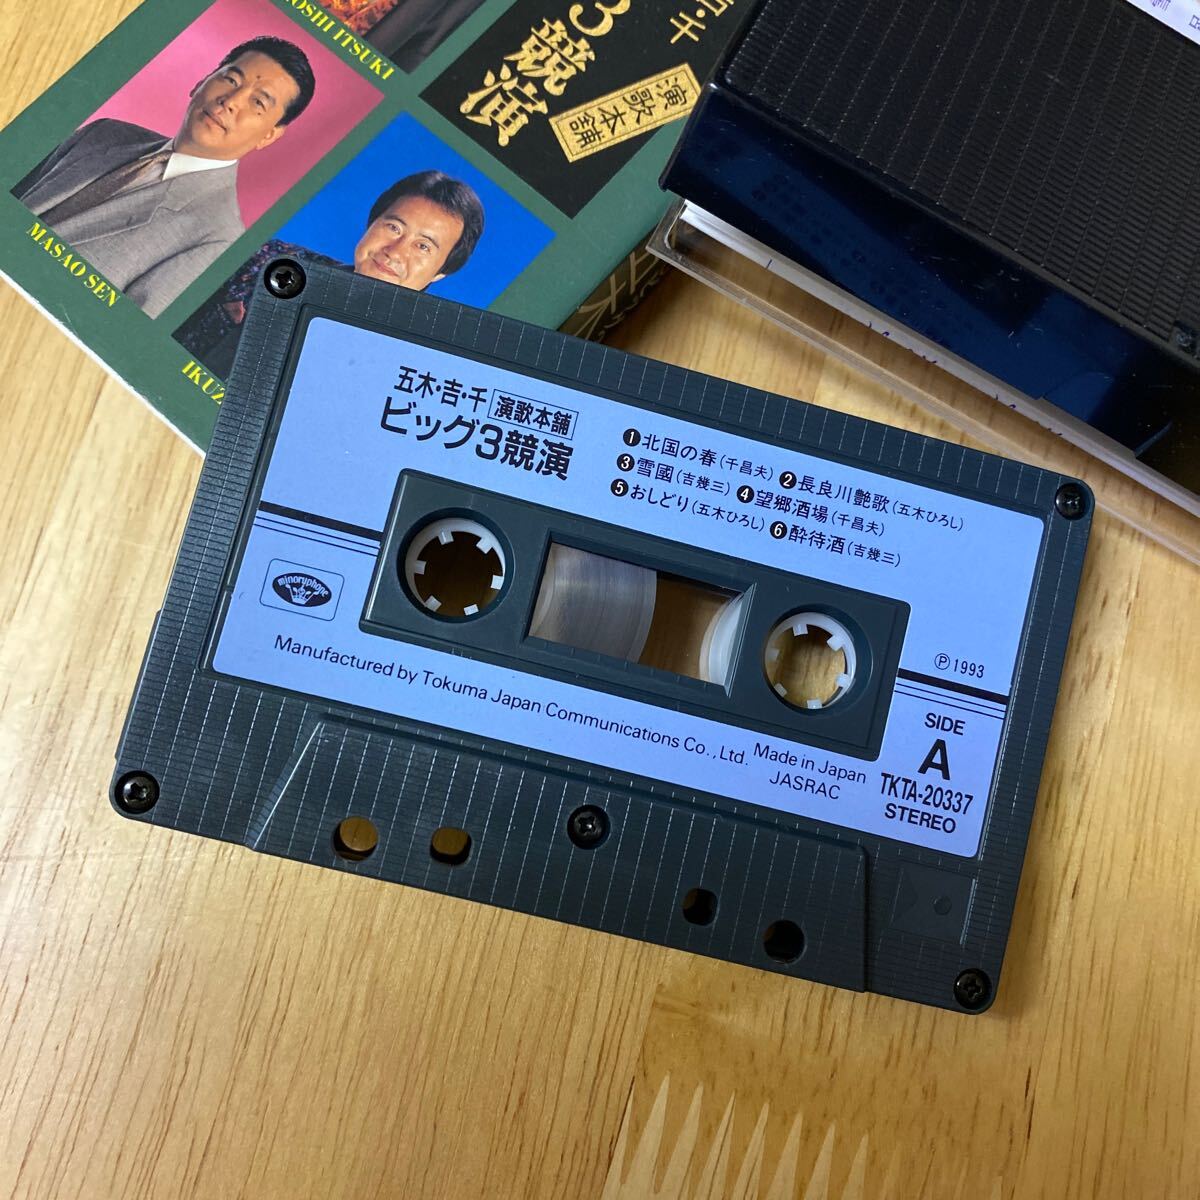 OSHI ITSUKI
MASAO SEN
IKUZ
・千
3競演
演歌本舗
五木・吉・千 演歌本舗
ビッグ3競演
❶北国の春(千昌夫) ❷長良川艶歌(五木ひろし)
❸雪國(吉幾三) ❹望郷酒場(千昌夫)
❺おしどり(五木ひろし) ❻酔待酒(吉幾三)
minoruphone
Ⓟ1993
Manufactured by Tokuma Japan Communications Co., Ltd. Made in Japan
JASRAC
SIDE
A
TKTA-20337
STEREO